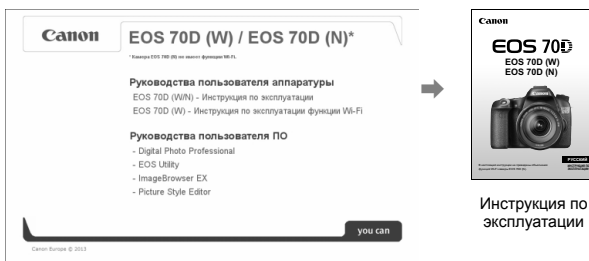 Canon
EOS 70D (W) / EOS 70D (N)*
* Камера EOS 70D (N) не имеет функции Wi-Fi.
Руководства пользователя аппаратуры
EOS 70D (W/N) - Инструкция по эксплуатации
EOS 70D (W) - Инструкция по эксплуатации функции Wi-Fi
Руководства пользователя ПО
- Digital Photo Professional
- EOS Utility
- ImageBrowser EX
- Picture Style Editor
you can
Canon Europe © 2013
Canon
EOS 70D
EOS 70D (W)
EOS 70D (N)
РУССКИЙ
ИНСТРУКЦИЯ ПО
ЭКСПЛУАТАЦИИ
Инструкция по
эксплуатации